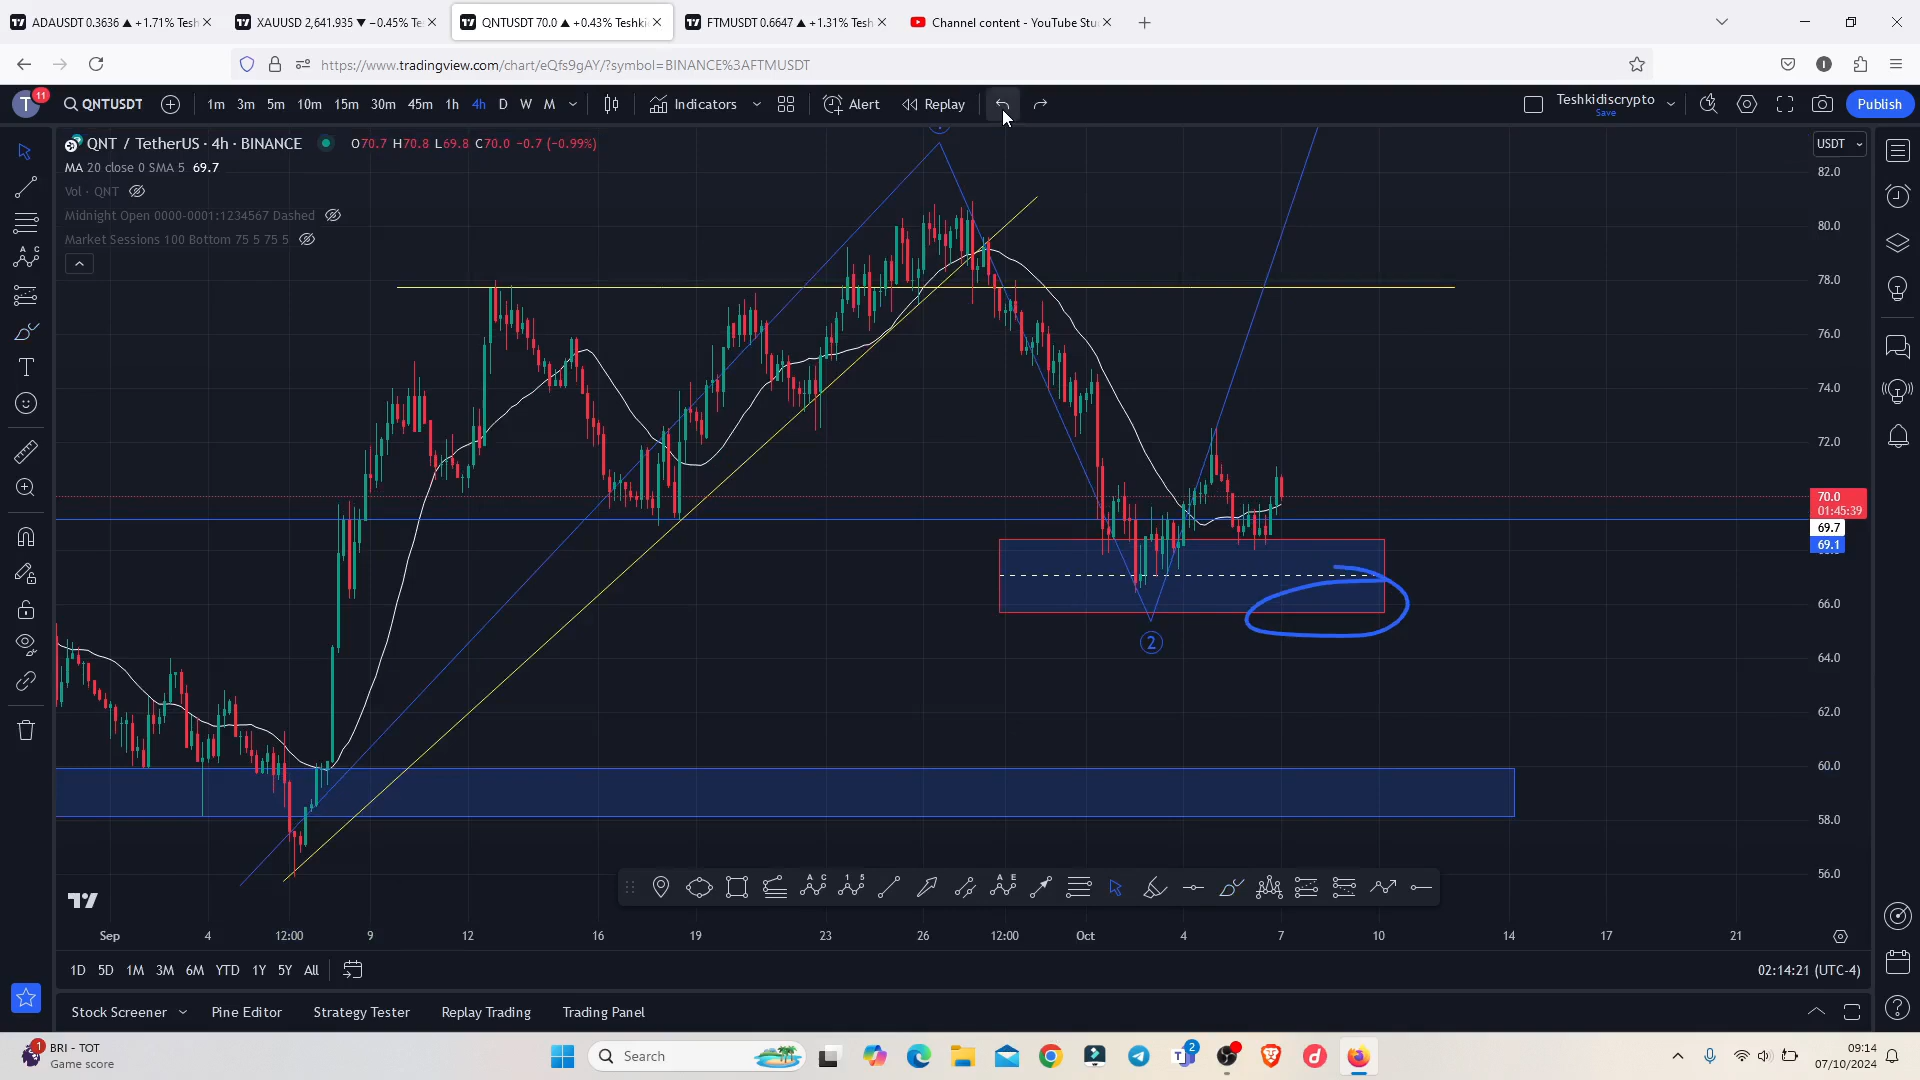 ADAUSDT 0.3636 ▲ +1.71% Tesh
XAUUSD 2,641.935 ▼ −0.45% Te
QNTUSDT 70.0 ▲ +0.43% Teshki
FTMUSDT 0.6647 ▲ +1.31% Tesh
Channel content - YouTube Stu
https://www.tradingview.com/chart/eQfs9gAY/?symbol=BINANCE%3AFTMUSDT
T 11 QNTUSDT 1m 3m 5m 10m 15m 30m 45m 1h 4h D W M Indicators Alert Replay Teshkidiscrypto Publish
Save
QNT / TetherUS · 4h · BINANCE O70.7 H70.8 L69.8 C70.0 −0.7 (−0.99%) USDT
MA 20 close 0 SMA 5 69.7
Vol · QNT
Midnight Open 0000-0001:1234567 Dashed
Market Sessions 100 Bottom 75 5 75 5
82.0
80.0
78.0
76.0
74.0
72.0
70.0
01:45:39
69.7
69.1
66.0
2
64.0
62.0
60.0
58.0
56.0
Sep 4 12:00 9 12 16 19 23 26 12:00 Oct 4 7 10 14 17 21
1D 5D 1M 3M 6M YTD 1Y 5Y All 02:14:21 (UTC-4)
Stock Screener Pine Editor Strategy Tester Replay Trading Trading Panel
1 BRI - TOT
Game score
Search
2
09:14
07/10/2024